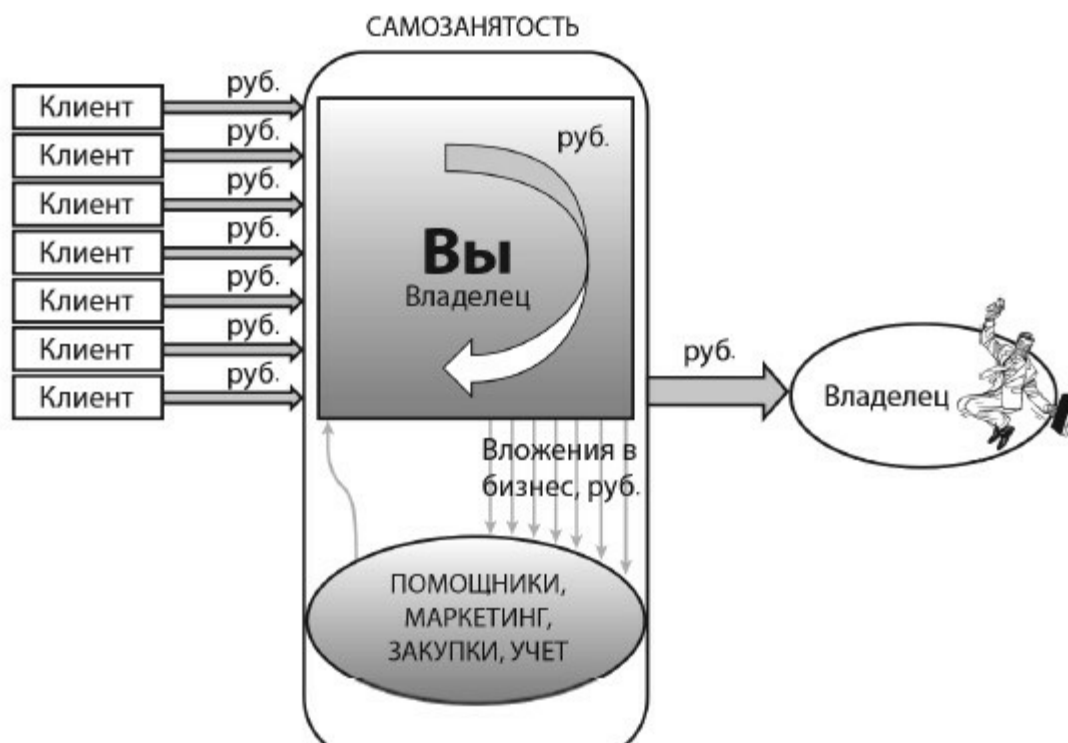 САМОЗАНЯТОСТЬ
Клиент
руб.
Клиент
руб.
Клиент
руб.
Клиент
руб.
Клиент
руб.
Клиент
руб.
Клиент
руб.
руб.
Вы
Владелец
руб.
Владелец
Вложения в
бизнес, руб.
ПОМОЩНИКИ,
МАРКЕТИНГ,
ЗАКУПКИ, УЧЕТ